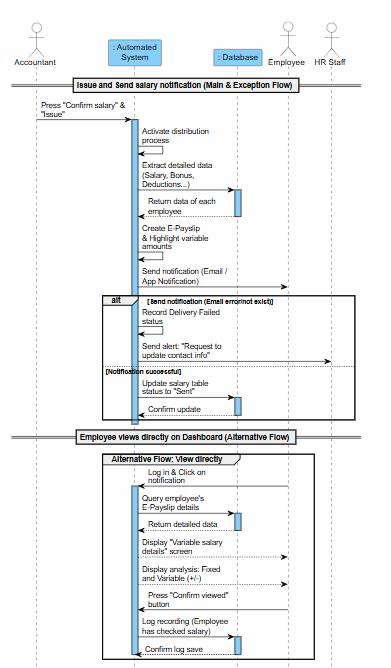 Accountant
: Automated
System
: Database
Employee
HR Staff
Issue and Send salary notification (Main & Exception Flow)
Press "Confirm salary" &
"Issue"
Activate distribution
process
Extract detailed data
(Salary, Bonus,
Deductions...)
Return data of each
employee
Create E-Payslip
& Highlight variable
amounts
Send notification (Email /
App Notification)
alt
[Send notification (Email error/not exist)]
Record Delivery Failed
status
Send alert: "Request to
update contact info"
[Notification successful]
Update salary table
status to "Sent"
Confirm update
Employee views directly on Dashboard (Alternative Flow)
Alternative Flow: View directly
Log in & Click on
notification
Query employee's
E-Payslip details
Return detailed data
Display "Variable salary
details" screen
Display analysis: Fixed
and Variable (+/-)
Press "Confirm viewed"
button
Log recording (Employee
has checked salary)
Confirm log save